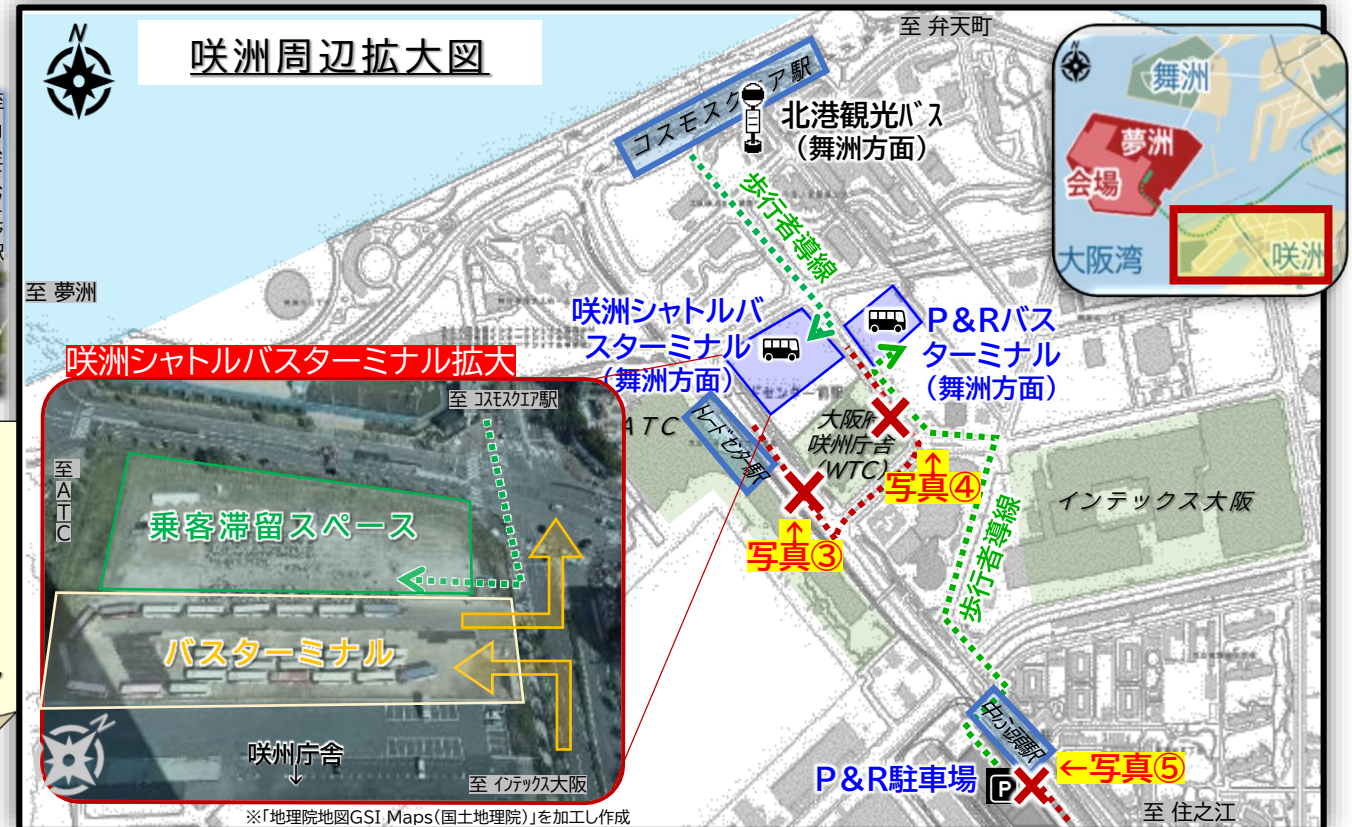 咲洲周辺拡大図
N
至 弁天町
コスモスクエア駅
北港観光バス
（舞洲方面）
歩行者導線
N
舞洲
夢洲
会場
大阪湾
咲洲
至 夢洲
咲洲シャトルバ
スターミナル
（舞洲方面）
P&Rバス
ターミナル
（舞洲方面）
ATC
トレードセンター駅
大阪府
咲州庁舎
(WTC)
↑
写真④
↑
写真③
インテックス大阪
歩行者導線
中ふ頭駅
P&R駐車場
P
←写真⑤
至 住之江
咲洲シャトルバスターミナル拡大
至 コスモスクエア駅
至ATC
乗客滞留スペース
バスターミナル
N
咲州庁舎
↓
至 インテックス大阪
※「地理院地図GSI Maps(国土地理院)」を加工し作成